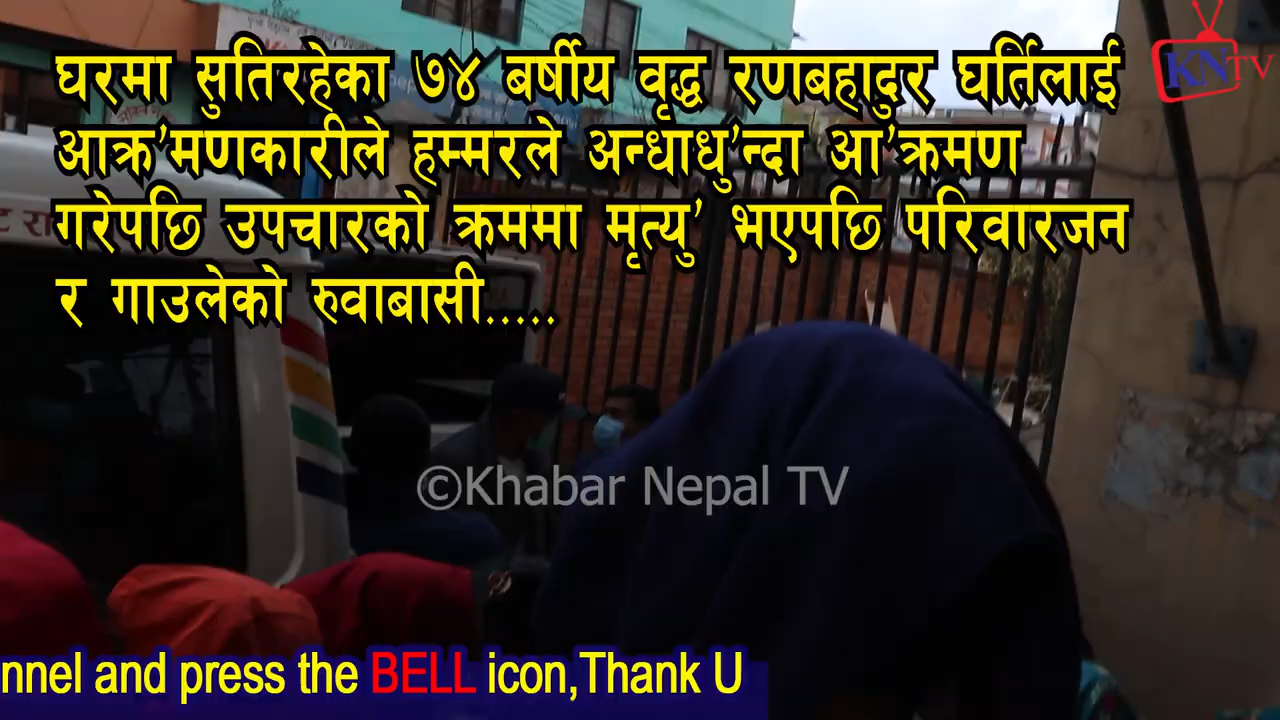 KNTV
घरमा सुतिरहेका ७४ बर्षीय वृद्ध रणबहादुर घर्तिलाई
आक्र'मणकारीले हम्मरले अन्धाधु'न्दा आ'क्रमण
गरेपछि उपचारको क्रममा मृत्यु' भएपछि परिवारजन
र गाउलेको रुवाबासी.....
©Khabar Nepal TV
nnel and press the BELL icon,Thank U